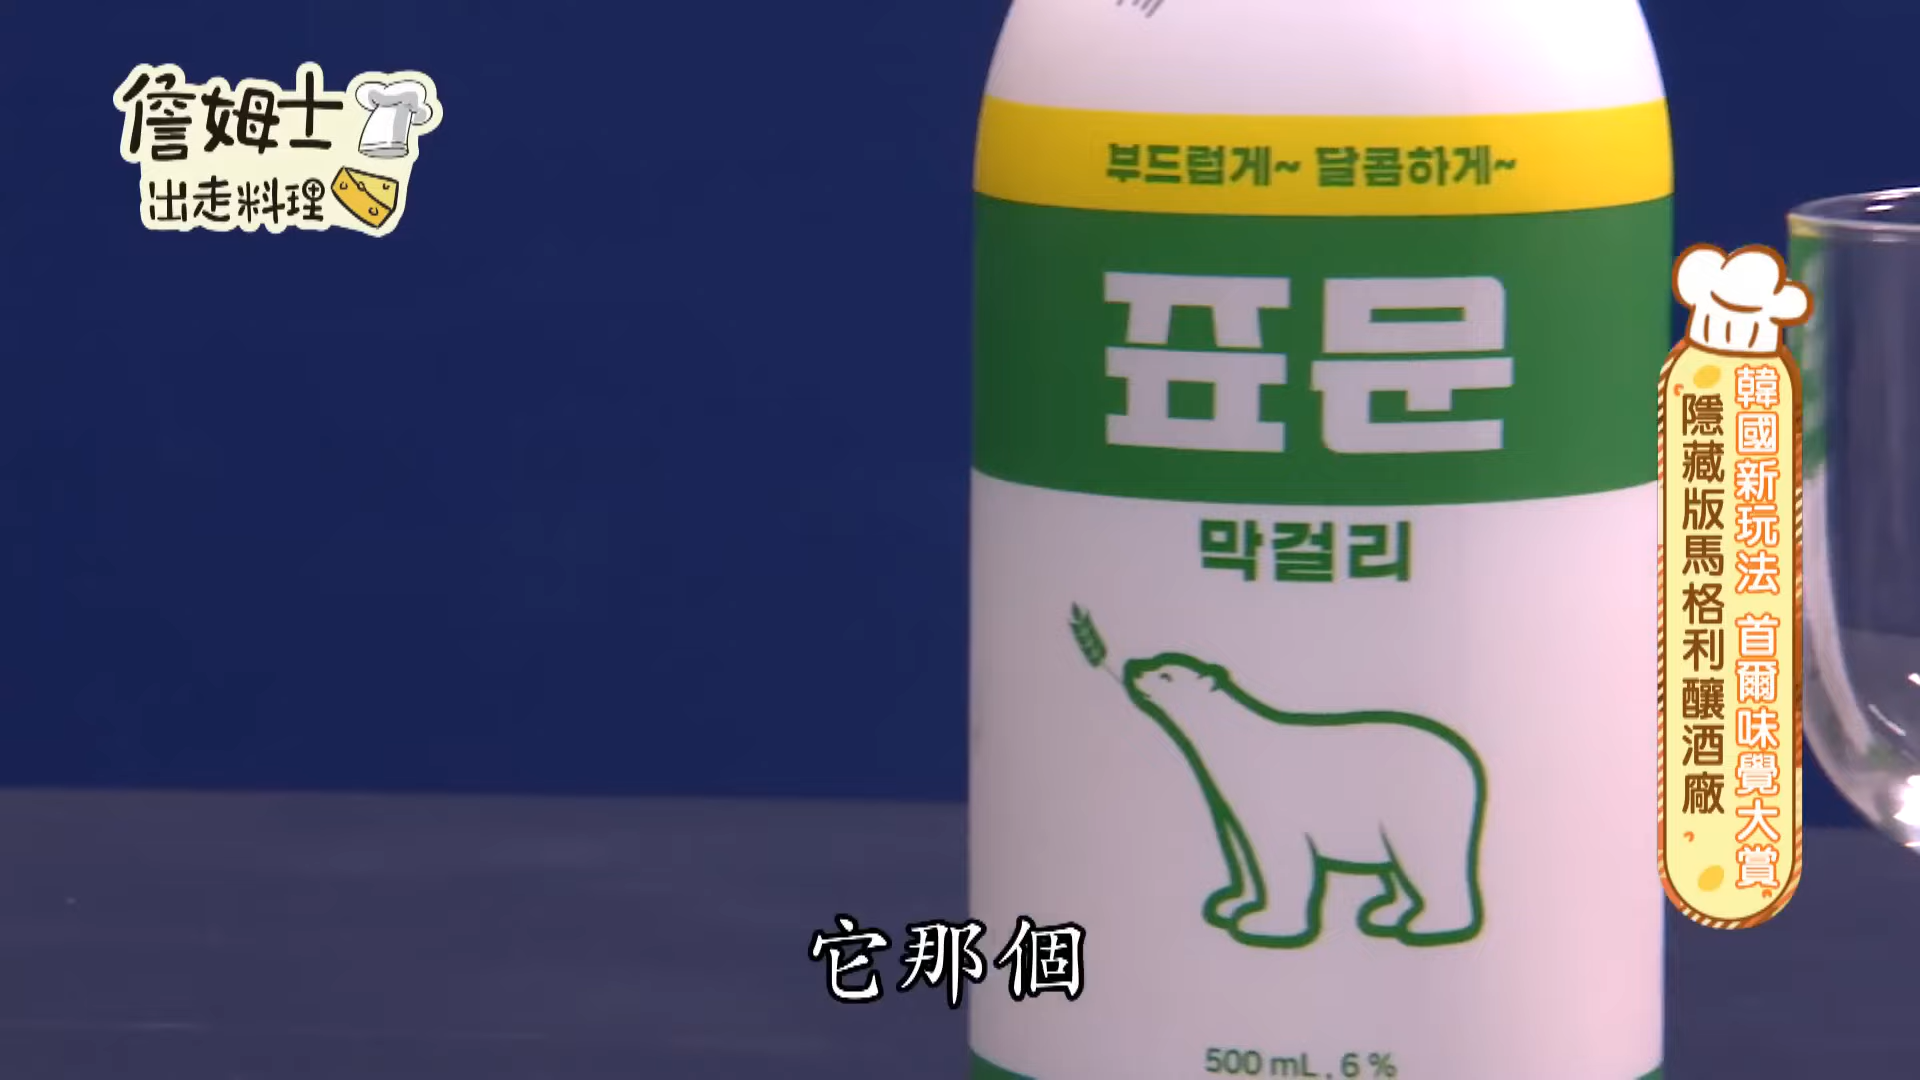 詹姆士
出走料理
부드럽게~ 달콤하게~
표문
막걸리
500 mL . 6 %
韓國新玩法 首爾味覺大賞
隱藏版馬格利釀酒廠
它那個